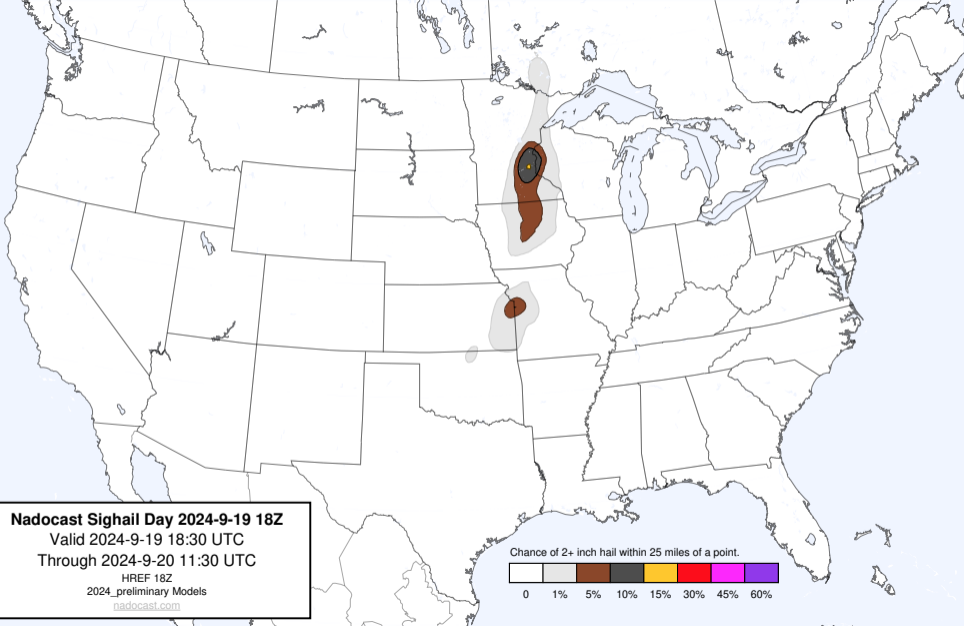 Nadocast Sighail Day 2024-9-19 18Z
Valid 2024-9-19 18:30 UTC
Through 2024-9-20 11:30 UTC
HREF 18Z
2024_preliminary Models
nadocast.com
Chance of 2+ inch hail within 25 miles of a point.
0 1% 5% 10% 15% 30% 45% 60%